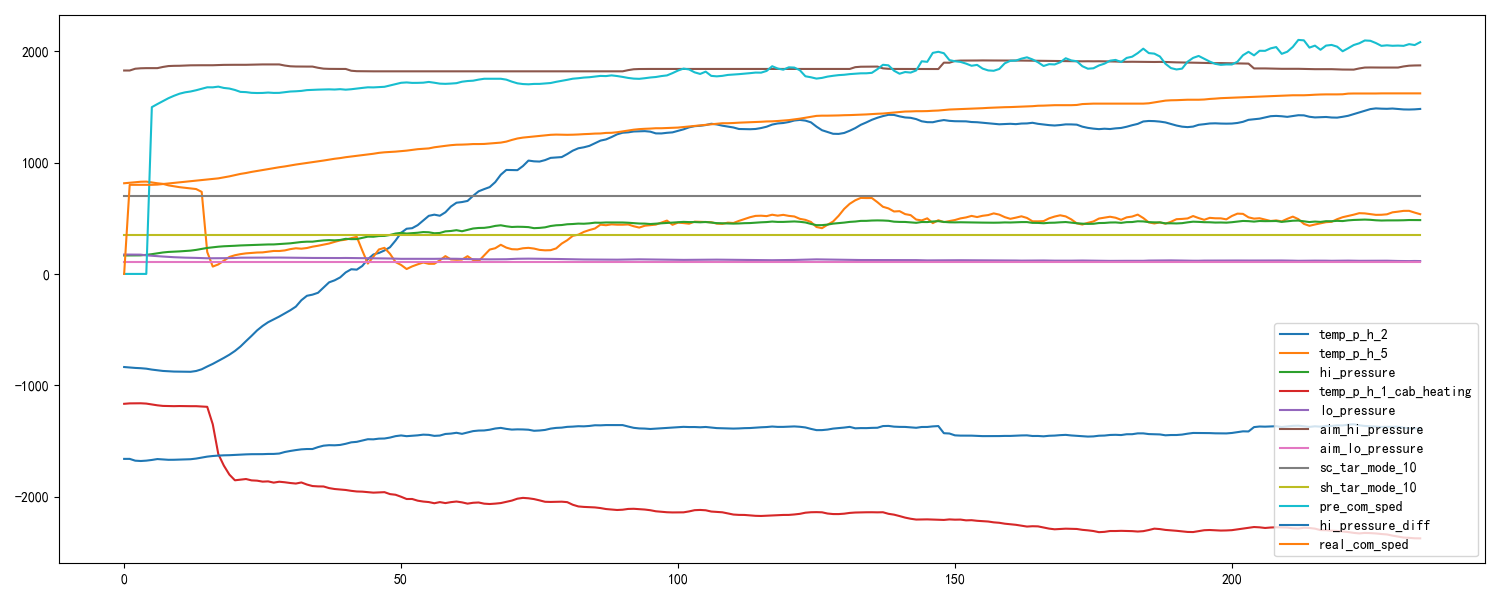 2000
1000
0
−1000
−2000
0
50
100
150
200
temp_p_h_2
temp_p_h_5
hi_pressure
temp_p_h_1_cab_heating
lo_pressure
aim_hi_pressure
aim_lo_pressure
sc_tar_mode_10
sh_tar_mode_10
pre_com_sped
hi_pressure_diff
real_com_sped